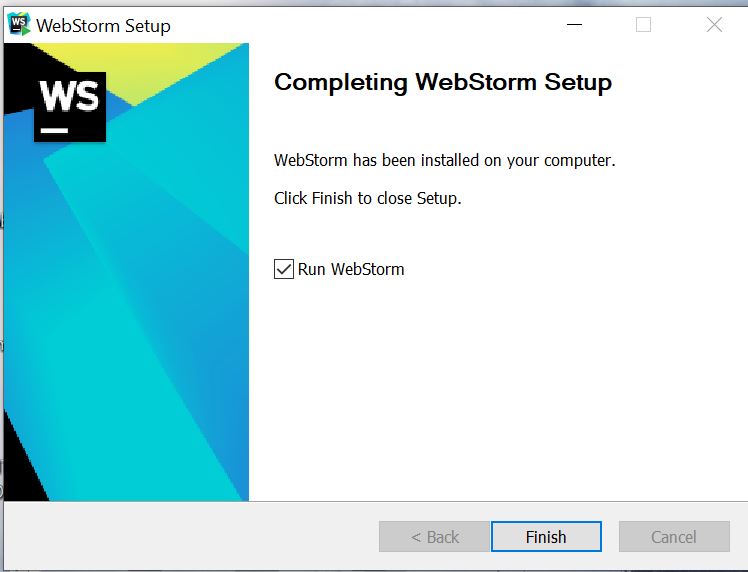 WS WebStorm Setup
WS
Completing WebStorm Setup
WebStorm has been installed on your computer.
Click Finish to close Setup.
Run WebStorm
< Back Finish Cancel